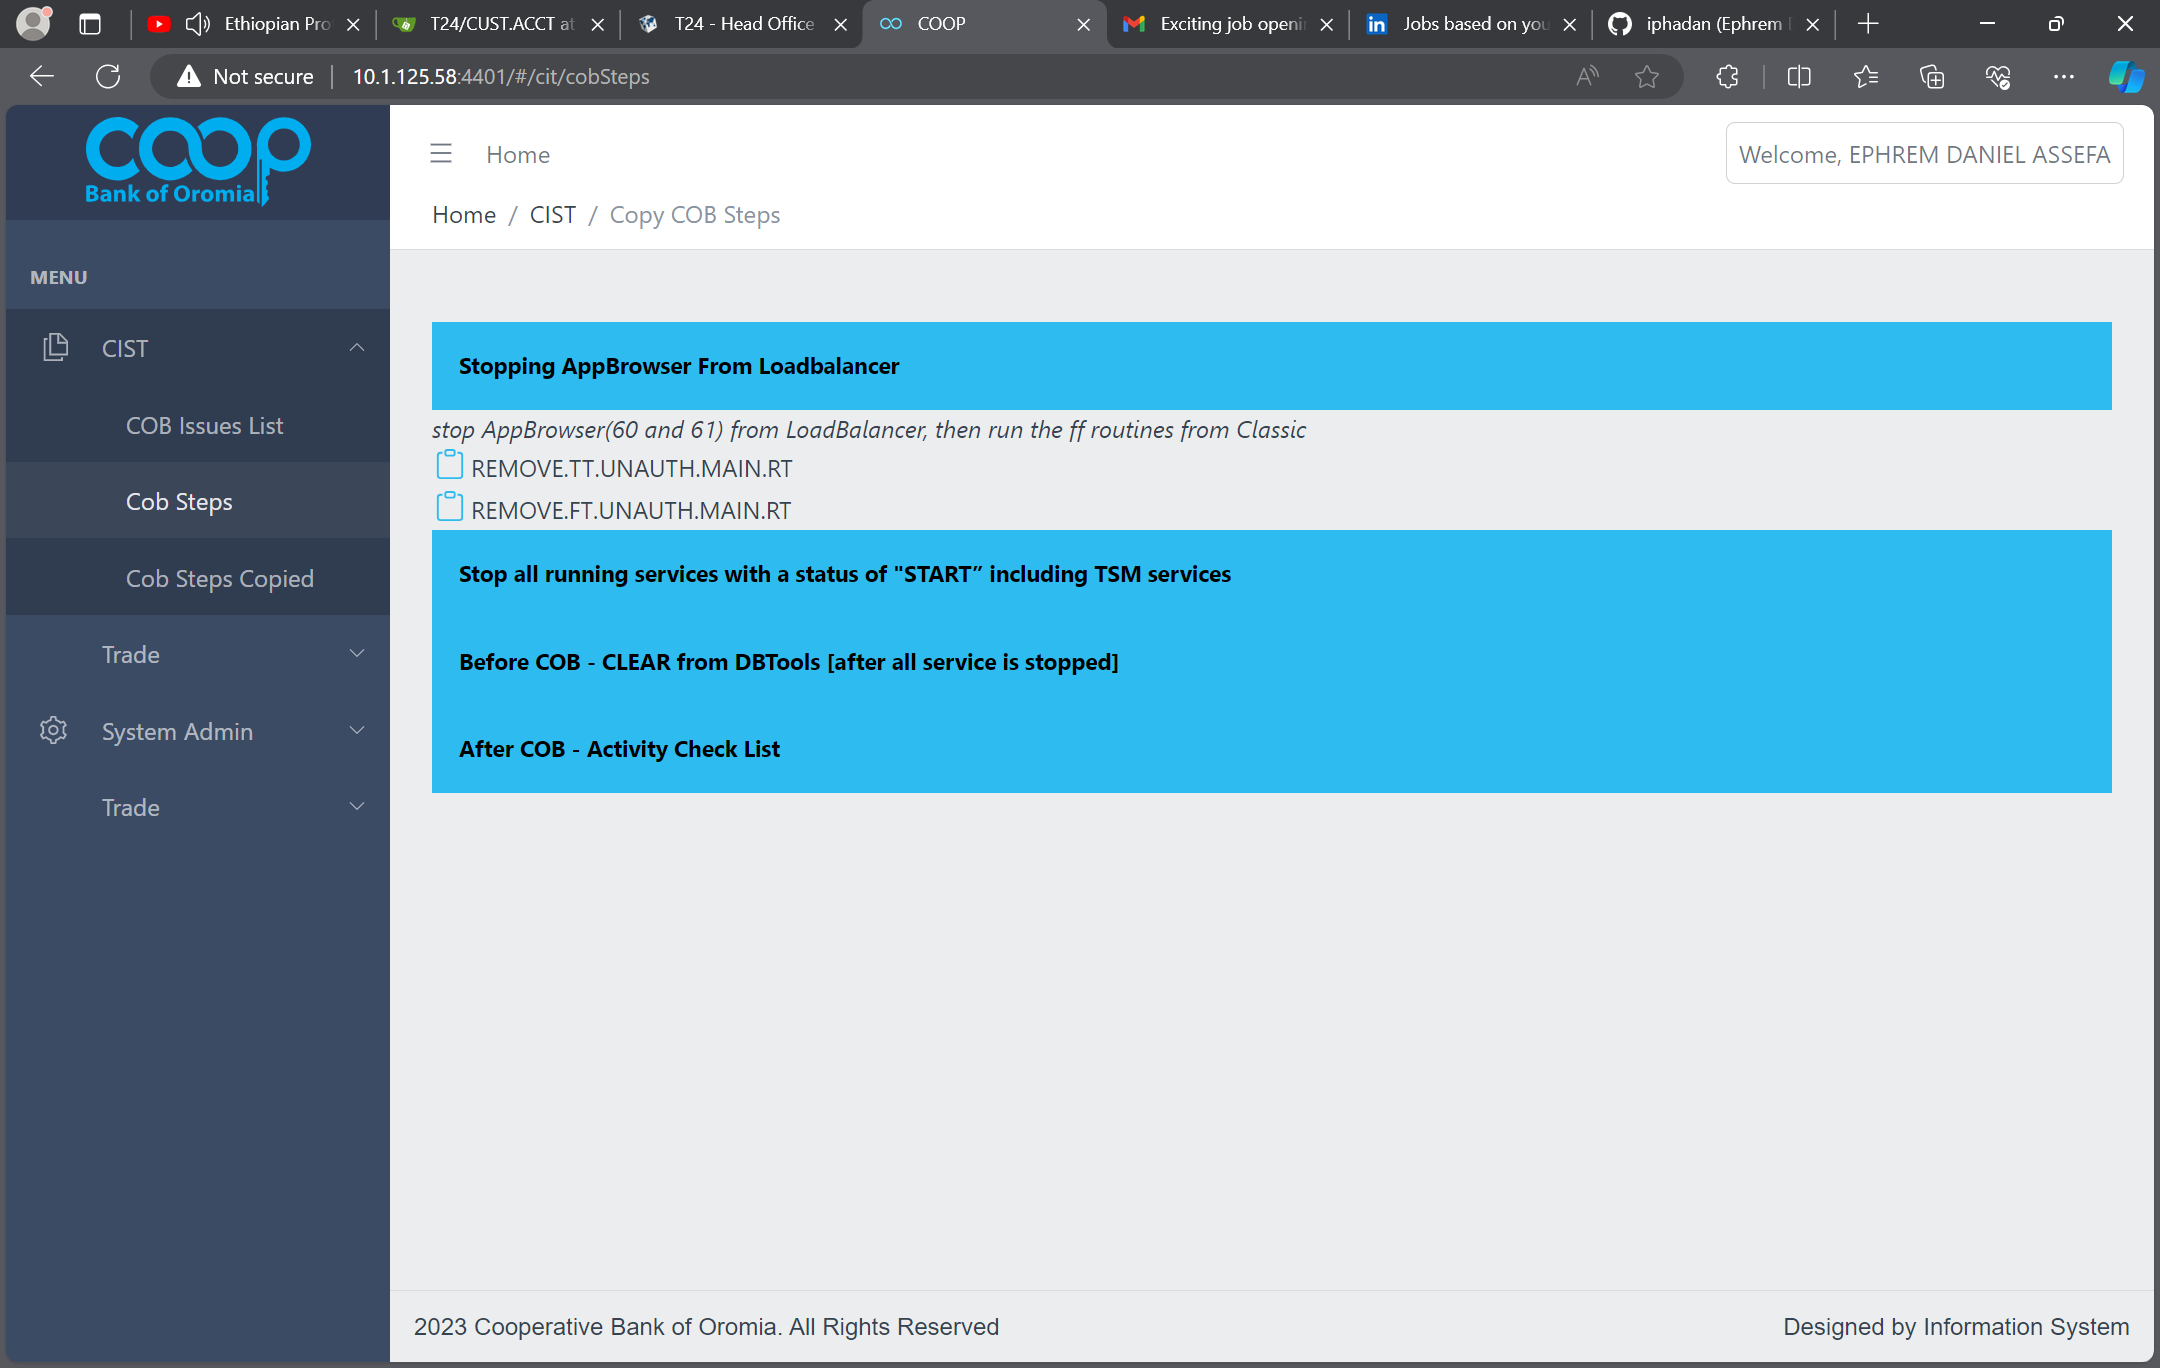 Ethiopian Pro
T24/CUST.ACCT at
T24 - Head Office
COOP
Exciting job openi
Jobs based on you
iphadan (Ephrem
Not secure
10.1.125.58:4401/#/cit/cobSteps
coop
Bank of Oromia
Home
Welcome, EPHREM DANIEL ASSEFA
Home / CIST / Copy COB Steps
MENU
CIST
COB Issues List
Cob Steps
Cob Steps Copied
Trade
System Admin
Trade
Stopping AppBrowser From Loadbalancer
stop AppBrowser(60 and 61) from LoadBalancer, then run the ff routines from Classic
REMOVE.TT.UNAUTH.MAIN.RT
REMOVE.FT.UNAUTH.MAIN.RT
Stop all running services with a status of "START” including TSM services
Before COB - CLEAR from DBTools [after all service is stopped]
After COB - Activity Check List
2023 Cooperative Bank of Oromia. All Rights Reserved
Designed by Information System